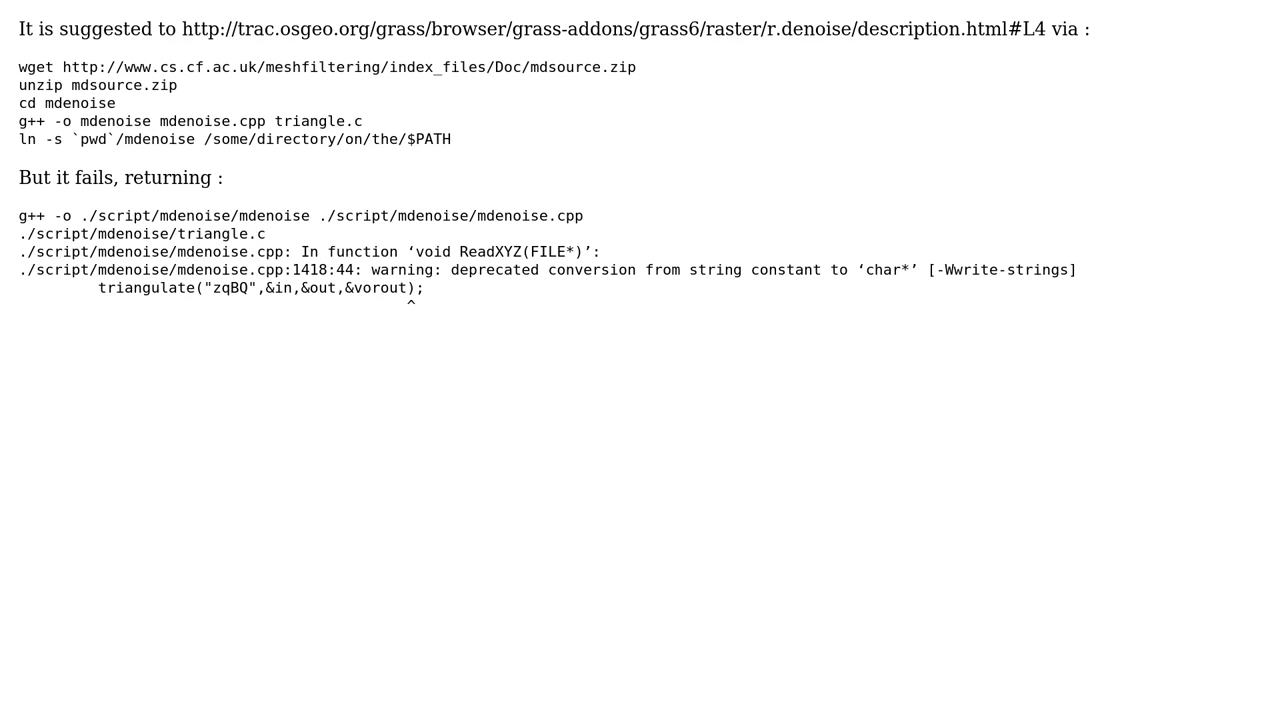 It is suggested to http://trac.osgeo.org/grass/browser/grass-addons/grass6/raster/r.denoise/description.html#L4 via :
wget http://www.cs.cf.ac.uk/meshfiltering/index_files/Doc/mdsource.zip
unzip mdsource.zip
cd mdenoise
g++ -o mdenoise mdenoise.cpp triangle.c
ln -s `pwd`/mdenoise /some/directory/on/the/$PATH
But it fails, returning :
g++ -o ./script/mdenoise/mdenoise ./script/mdenoise/mdenoise.cpp
./script/mdenoise/triangle.c
./script/mdenoise/mdenoise.cpp: In function ‘void ReadXYZ(FILE*)’:
./script/mdenoise/mdenoise.cpp:1418:44: warning: deprecated conversion from string constant to ‘char*’ [-Wwrite-strings]
         triangulate("zqBQ",&in,&out,&vorout);
                                            ^